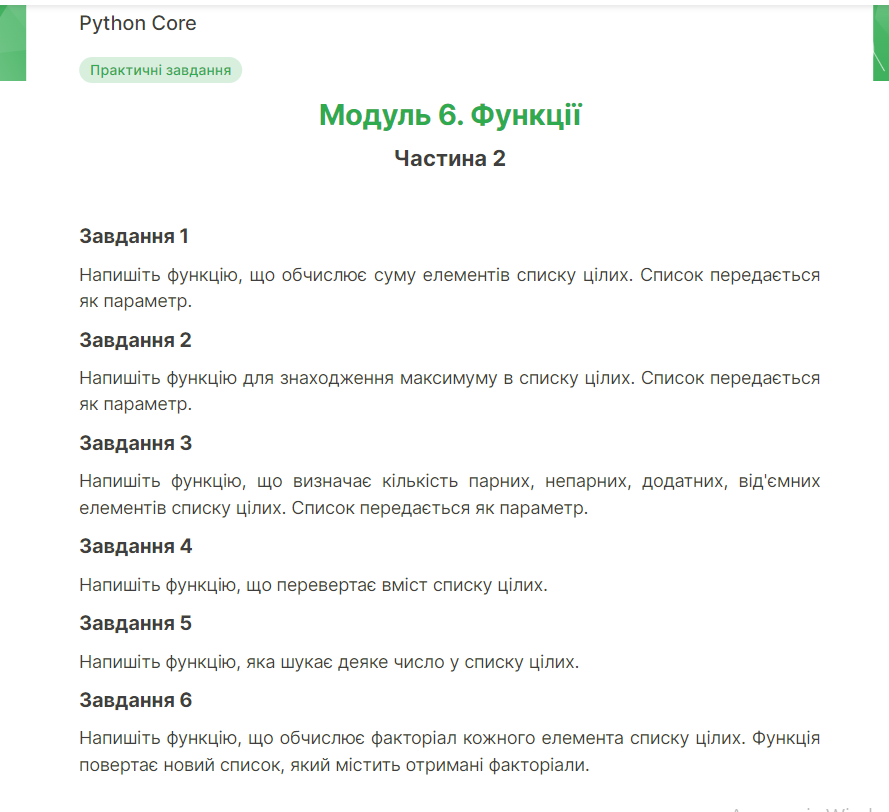 Python Core
Практичні завдання
Модуль 6. Функції
Частина 2
Завдання 1
Напишіть функцію, що обчислює суму елементів списку цілих. Список передається
як параметр.
Завдання 2
Напишіть функцію для знаходження максимуму в списку цілих. Список передається
як параметр.
Завдання 3
Напишіть функцію, що визначає кількість парних, непарних, додатних, від'ємних
елементів списку цілих. Список передається як параметр.
Завдання 4
Напишіть функцію, що перевертає вміст списку цілих.
Завдання 5
Напишіть функцію, яка шукає деяке число у списку цілих.
Завдання 6
Напишіть функцію, що обчислює факторіал кожного елемента списку цілих. Функція
повертає новий список, який містить отримані факторіали.